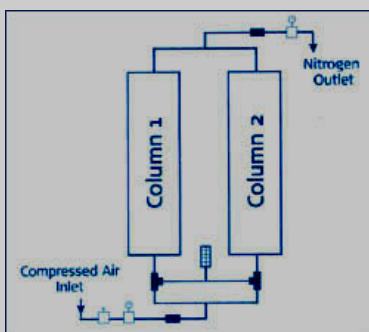 Nitrogen
Outlet
Column 1
Column 2
Compressed Air
Inlet